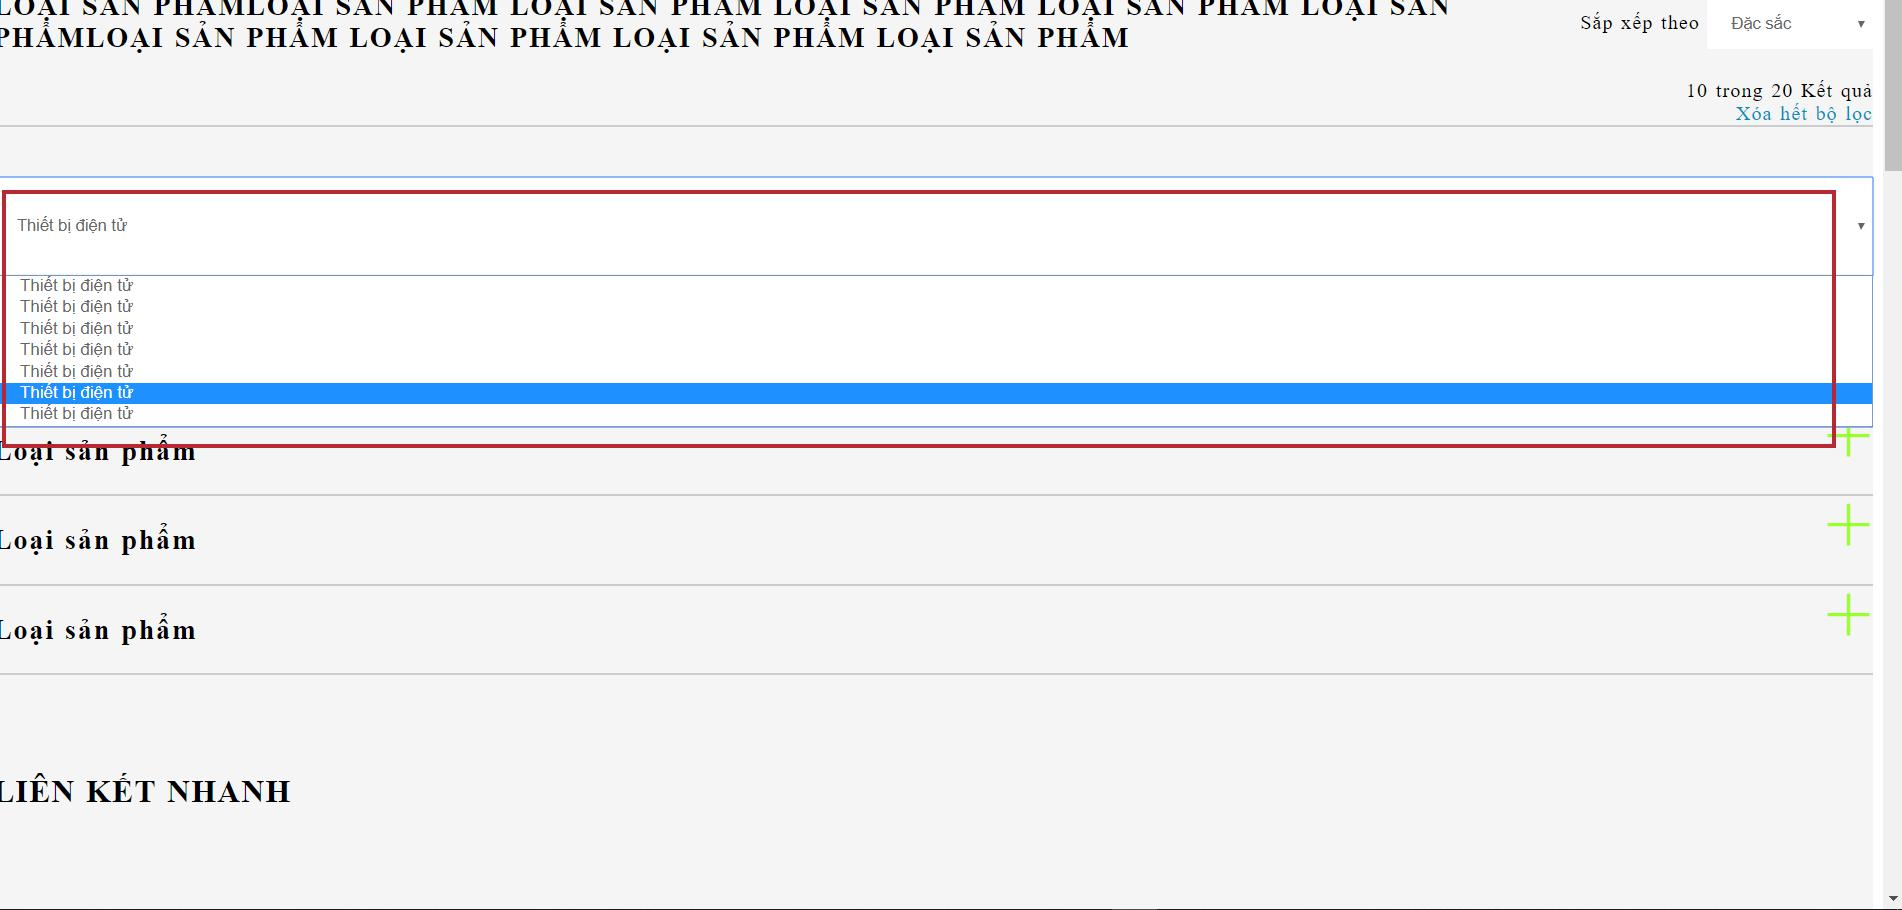 LOẠI SẢN PHẨMLOẠI SẢN PHẨM LOẠI SẢN PHẨM LOẠI SẢN PHẨM LOẠI SẢN PHẨM LOẠI SẢN
PHẨMLOẠI SẢN PHẨM LOẠI SẢN PHẨM LOẠI SẢN PHẨM LOẠI SẢN PHẨM
Sắp xếp theo Đặc sắc
10 trong 20 Kết quả
Xóa hết bộ lọc
Thiết bị điện tử
Thiết bị điện tử
Thiết bị điện tử
Thiết bị điện tử
Thiết bị điện tử
Thiết bị điện tử
Thiết bị điện tử
Thiết bị điện tử
Loại sản phẩm
Loại sản phẩm
Loại sản phẩm
LIÊN KẾT NHANH